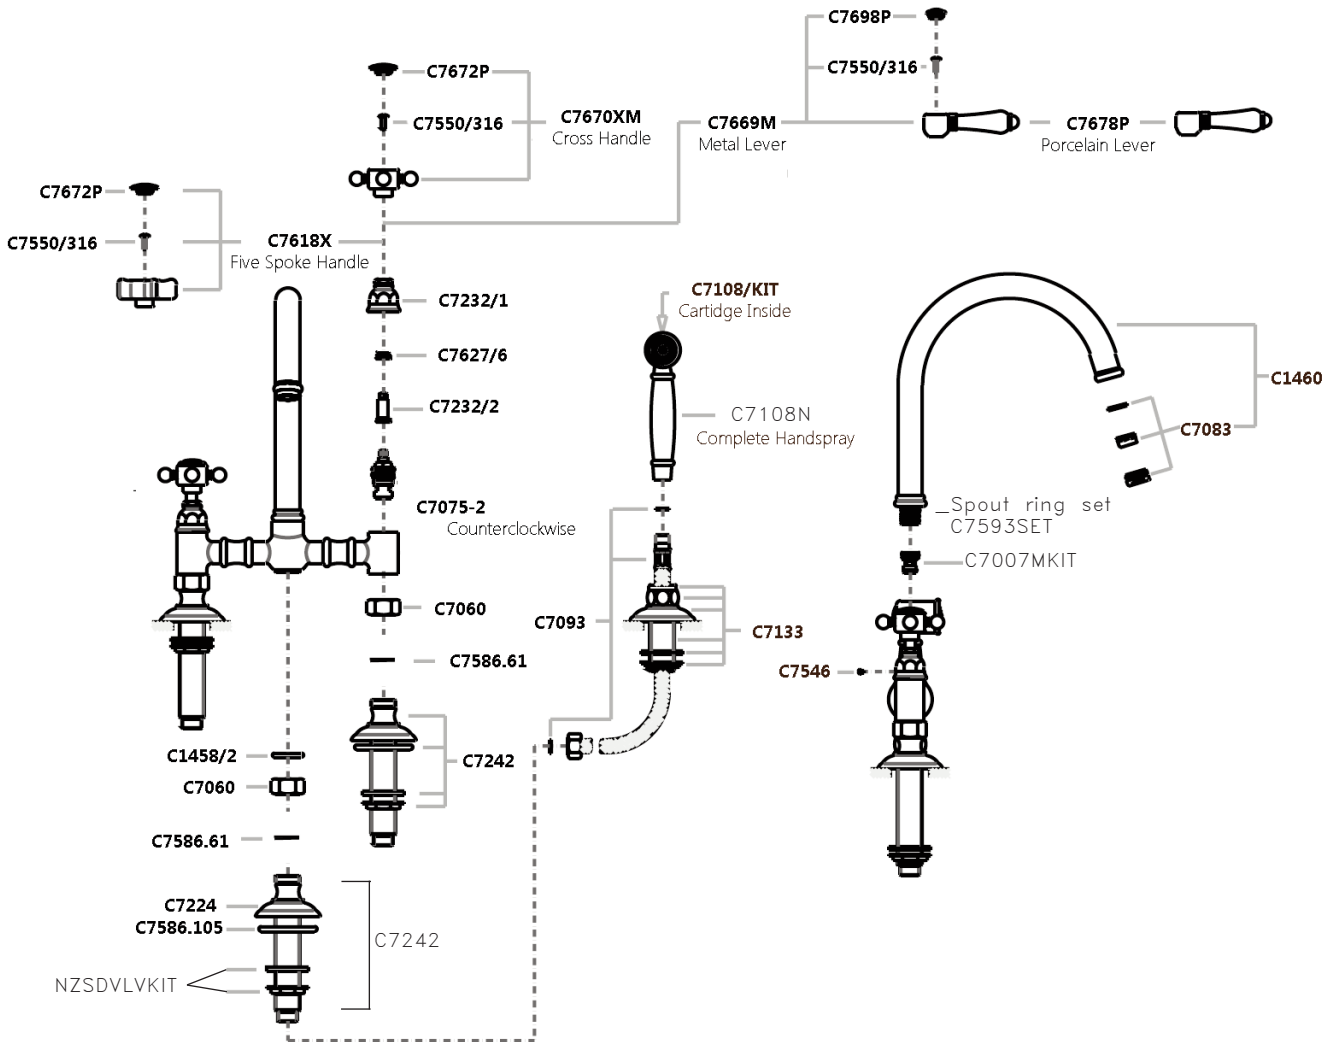 C7698P
C7672P
C7550/316
C7550/316
C7670XM
Cross Handle
C7669M
Metal Lever
C7678P
Porcelain Lever
C7672P
C7550/316
C7618X
Five Spoke Handle
C7232/1
C7108/KIT
Cartidge Inside
C7627/6
C7232/2
C1460
C7108N
Complete Handspray
C7083
C7075-2
Counterclockwise
_Spout ring set
C7593SET
C7007MKIT
C7060
C7093
C7133
C7586.61
C7546
C1458/2
C7242
C7060
C7586.61
C7224
C7586.105
C7242
NZSDVLVKIT